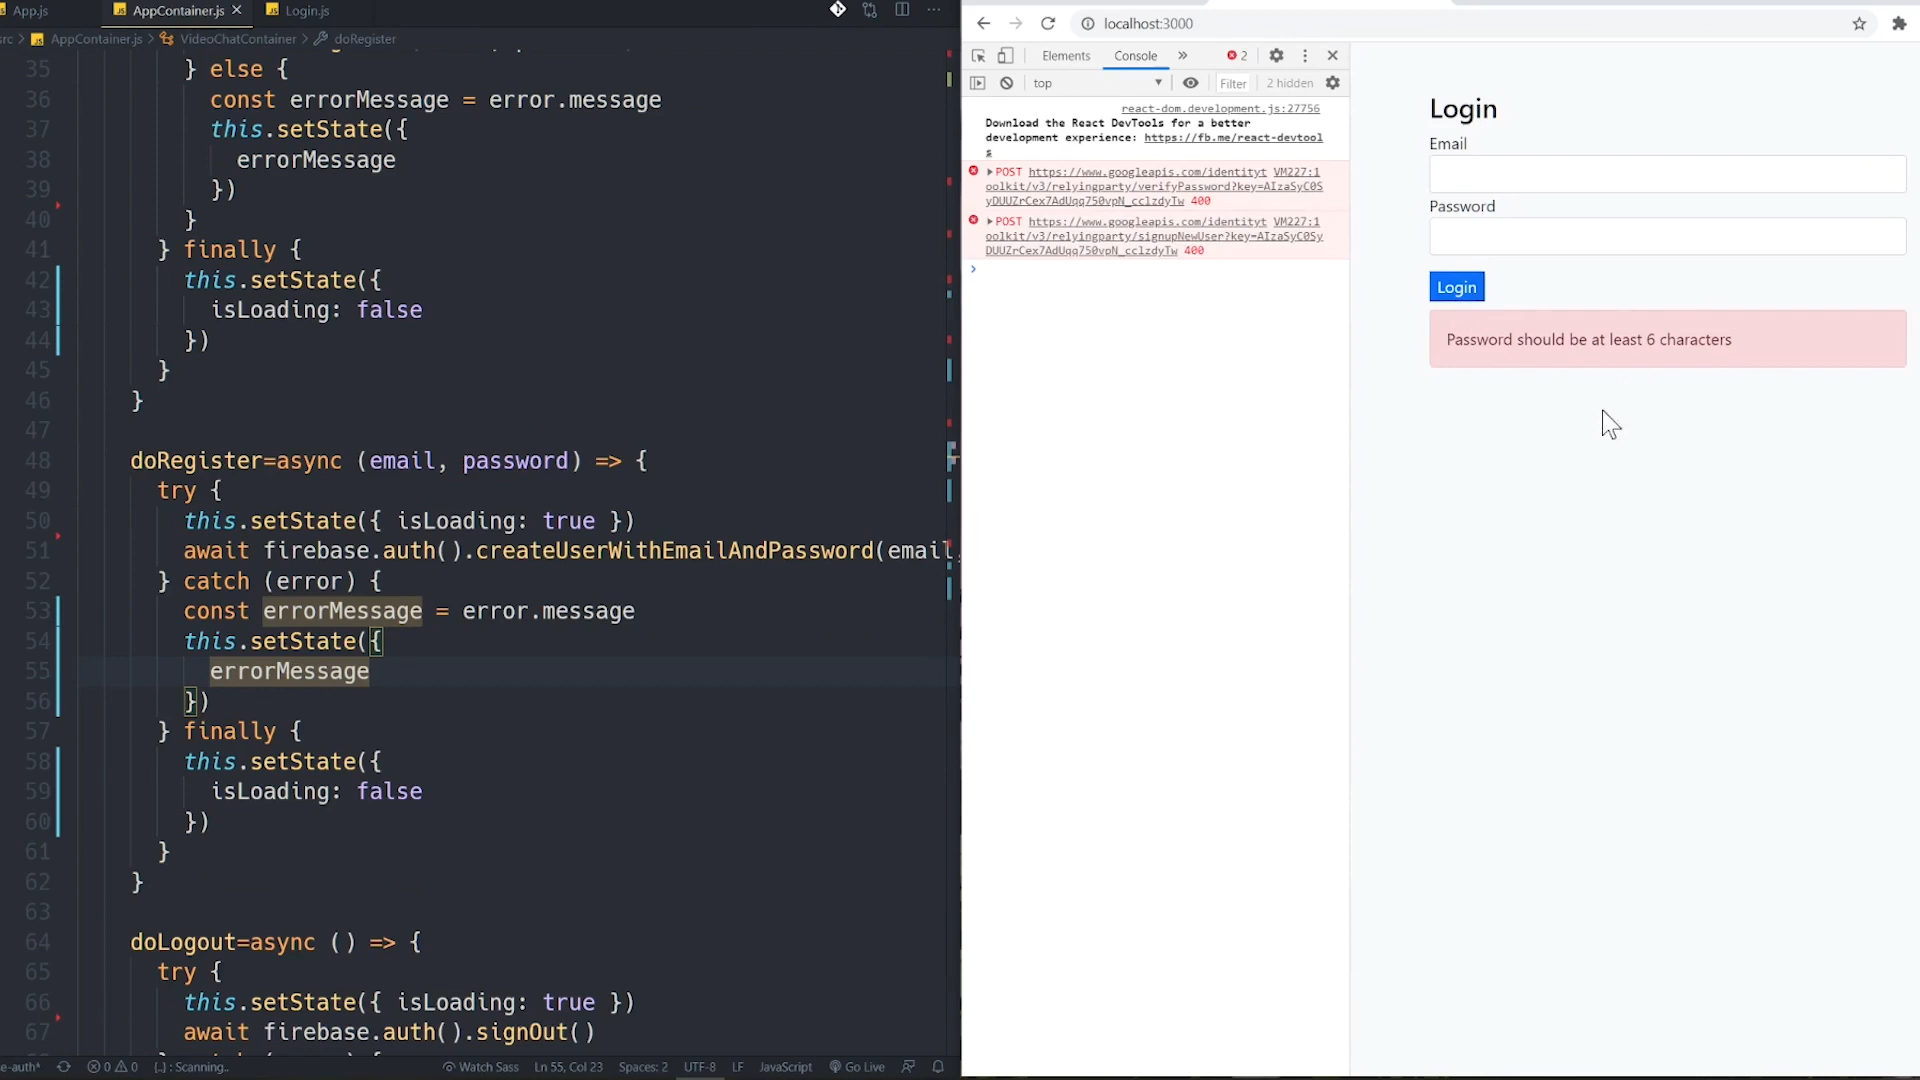 App.js
AppContainer.js
Login.js
AppContainer.js > VideoChatContainer > doRegister
35 } else {
36 const errorMessage = error.message
37 this.setState({
38 errorMessage
39 })
40 }
41 } finally {
42 this.setState({
43 isLoading: false
44 })
45 }
46 }
47
48 doRegister=async (email, password) => {
49 try {
50 this.setState({ isLoading: true })
51 await firebase.auth().createUserWithEmailAndPassword(email,
52 } catch (error) {
53 const errorMessage = error.message
54 this.setState({
55 errorMessage
56 })
57 } finally {
58 this.setState({
59 isLoading: false
60 })
61 }
62 }
63
64 doLogout=async () => {
65 try {
66 this.setState({ isLoading: true })
67 await firebase.auth().signOut()
e-auth* 0 0 {..} : Scanning.. Watch Sass Ln 55, Col 23 Spaces: 2 UTF-8 LF JavaScript Go Live
localhost:3000
Elements Console » 2
top Filter 2 hidden
react-dom.development.js:27756
Download the React DevTools for a better
development experience: https://fb.me/react-devtool
s
POST https://www.googleapis.com/identityt VM227:1
oolkit/v3/relyingparty/verifyPassword?key=AIzaSyC0S
yDUUZrCex7AdUqq750vpN_cclzdyTw 400
POST https://www.googleapis.com/identityt VM227:1
oolkit/v3/relyingparty/signupNewUser?key=AIzaSyC0Sy
DUUZrCex7AdUqq750vpN_cclzdyTw 400
Login
Email
Password
Login
Password should be at least 6 characters